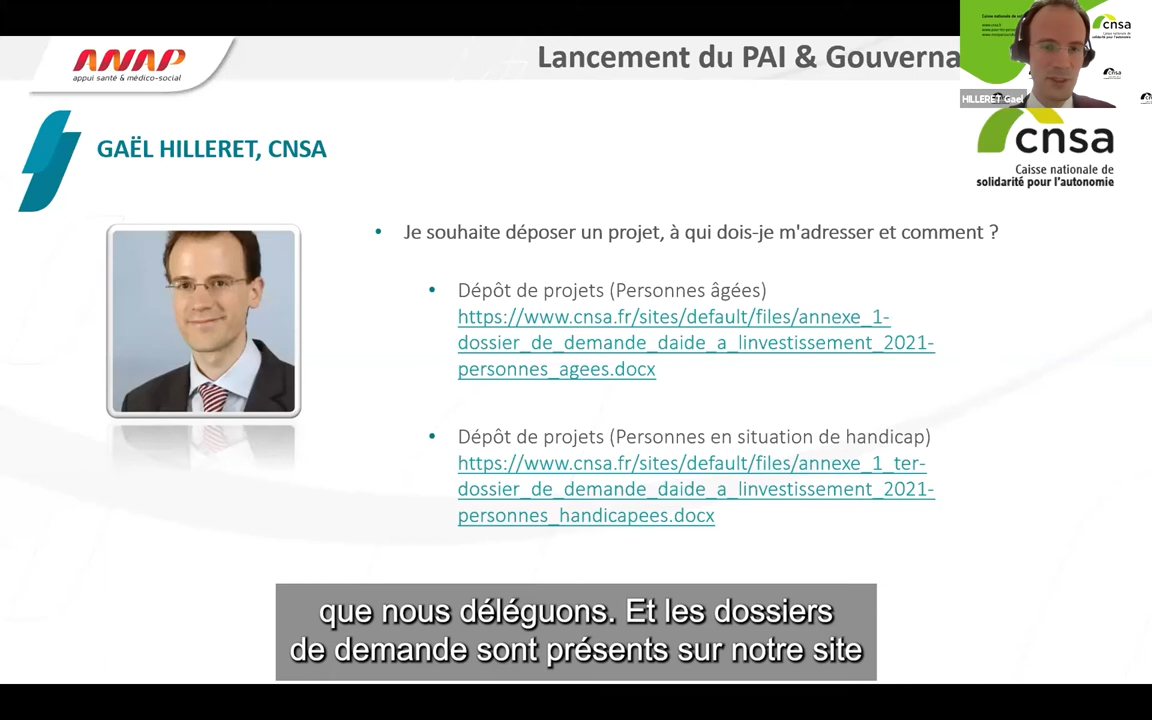 ANAP
appui santé & médico-social
Lancement du PAI & Gouverna
cnsa
HILLERET Gael
GAËL HILLERET, CNSA
cnsa
Caisse nationale de
solidarité pour l'autonomie
• Je souhaite déposer un projet, à qui dois-je m'adresser et comment ?
• Dépôt de projets (Personnes âgées)
https://www.cnsa.fr/sites/default/files/annexe_1-
dossier_de_demande_daide_a_linvestissement_2021-
personnes_agees.docx
• Dépôt de projets (Personnes en situation de handicap)
https://www.cnsa.fr/sites/default/files/annexe_1_ter-
dossier_de_demande_daide_a_linvestissement_2021-
personnes_handicapees.docx
que nous déléguons. Et les dossiers
de demande sont présents sur notre site